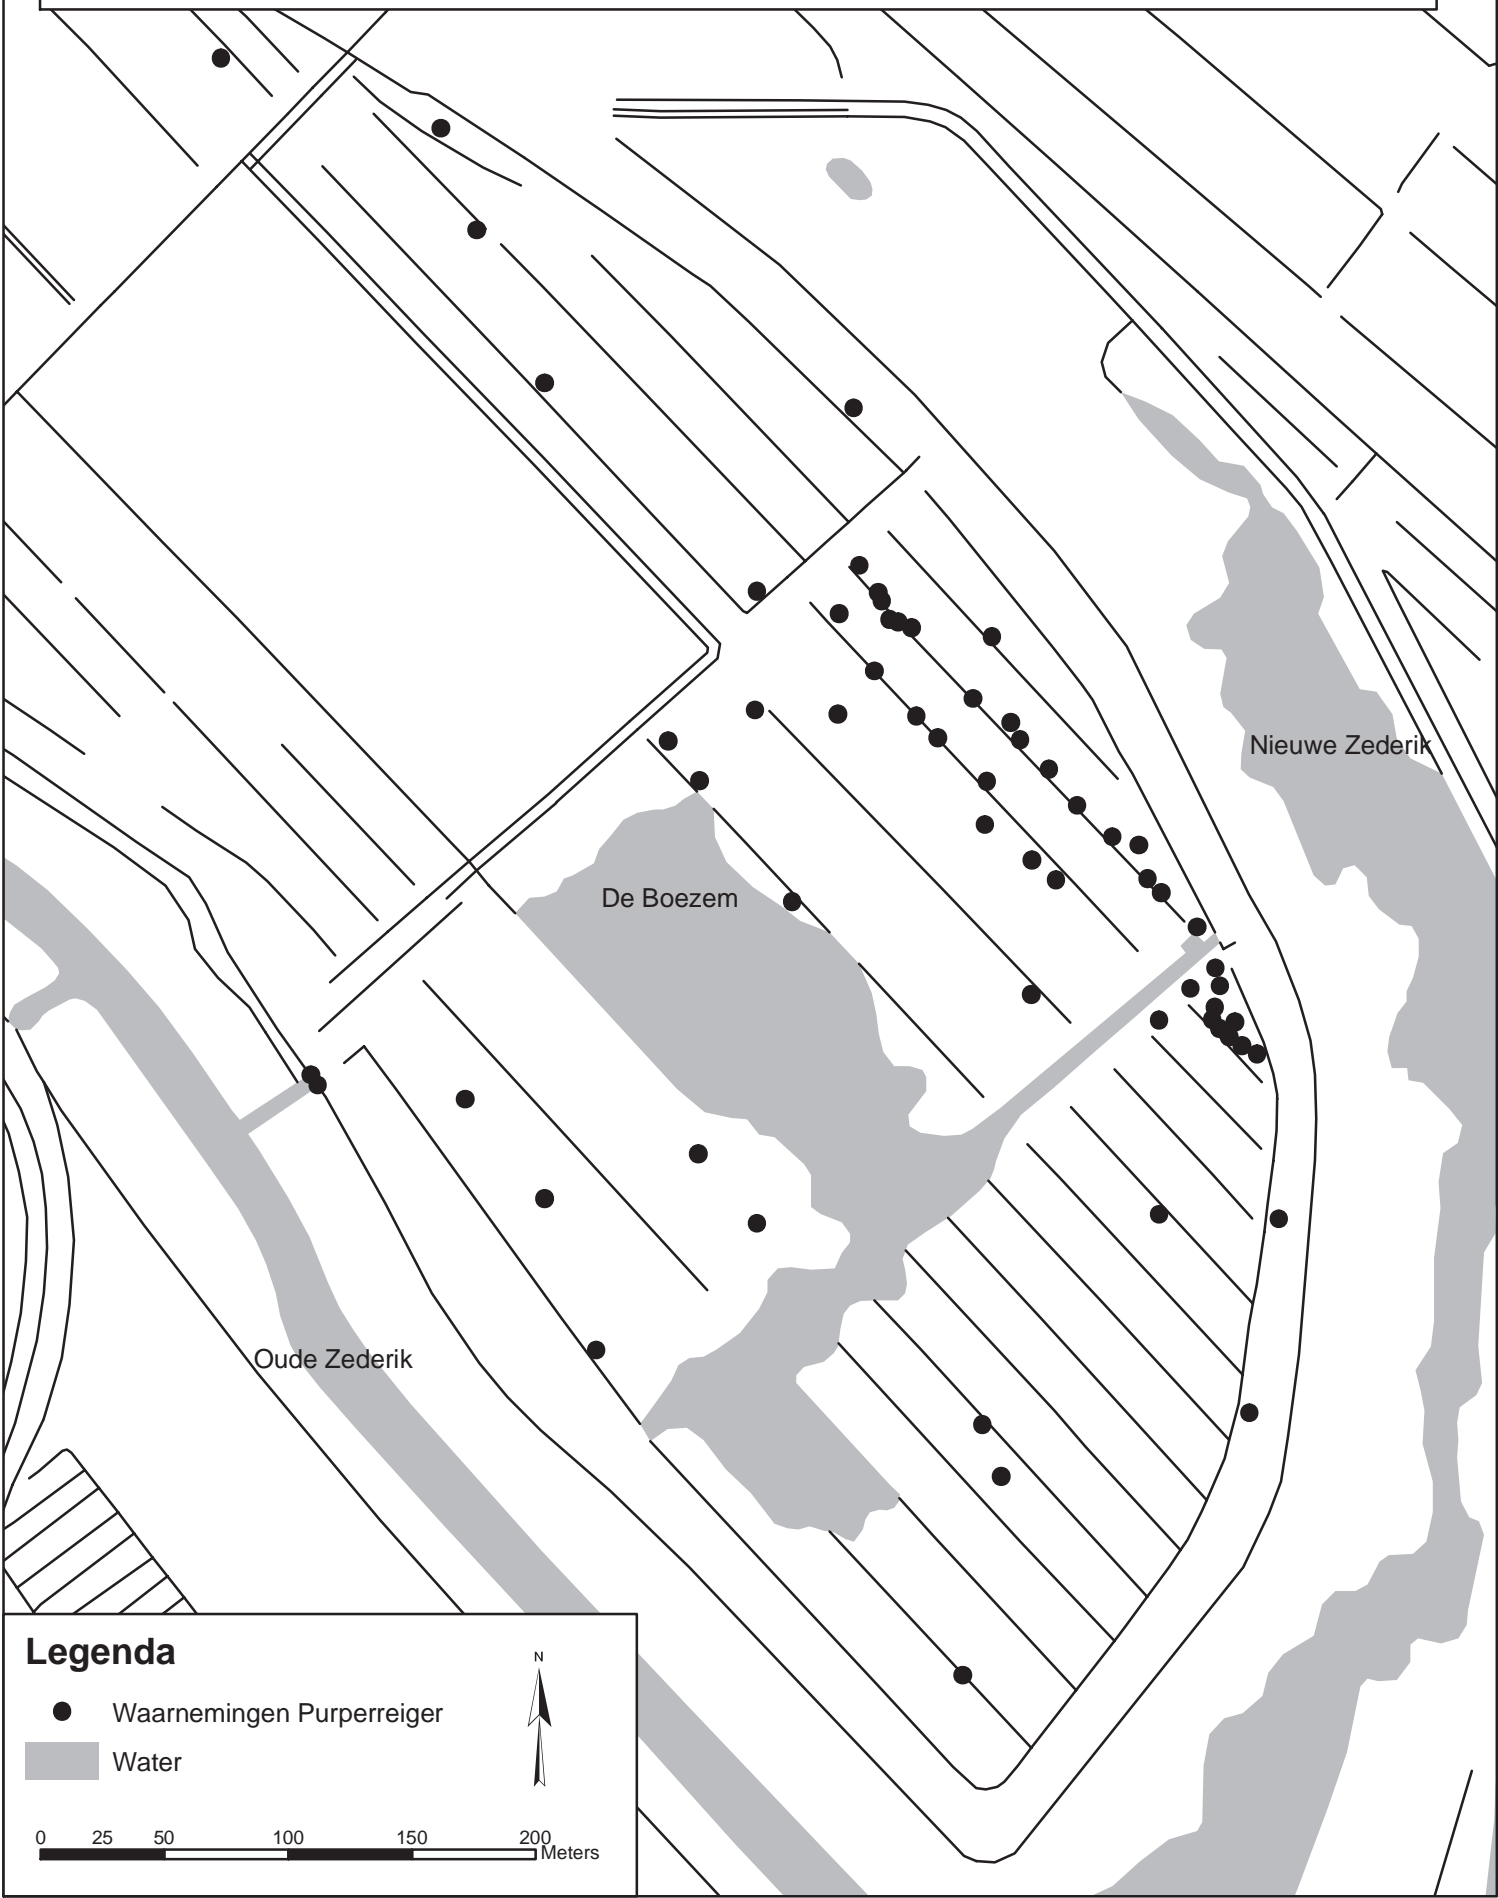 Nieuwe Zederik
De Boezem
Oude Zederik
Legenda
N
Waarnemingen Purperreiger
Water
0 25 50 100 150 200
Meters